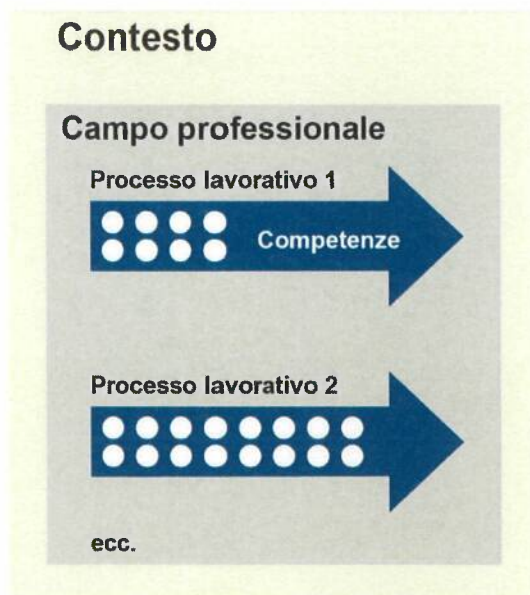 Contesto
Campo professionale
Processo lavorativo 1
Competenze
Processo lavorativo 2
ecc.